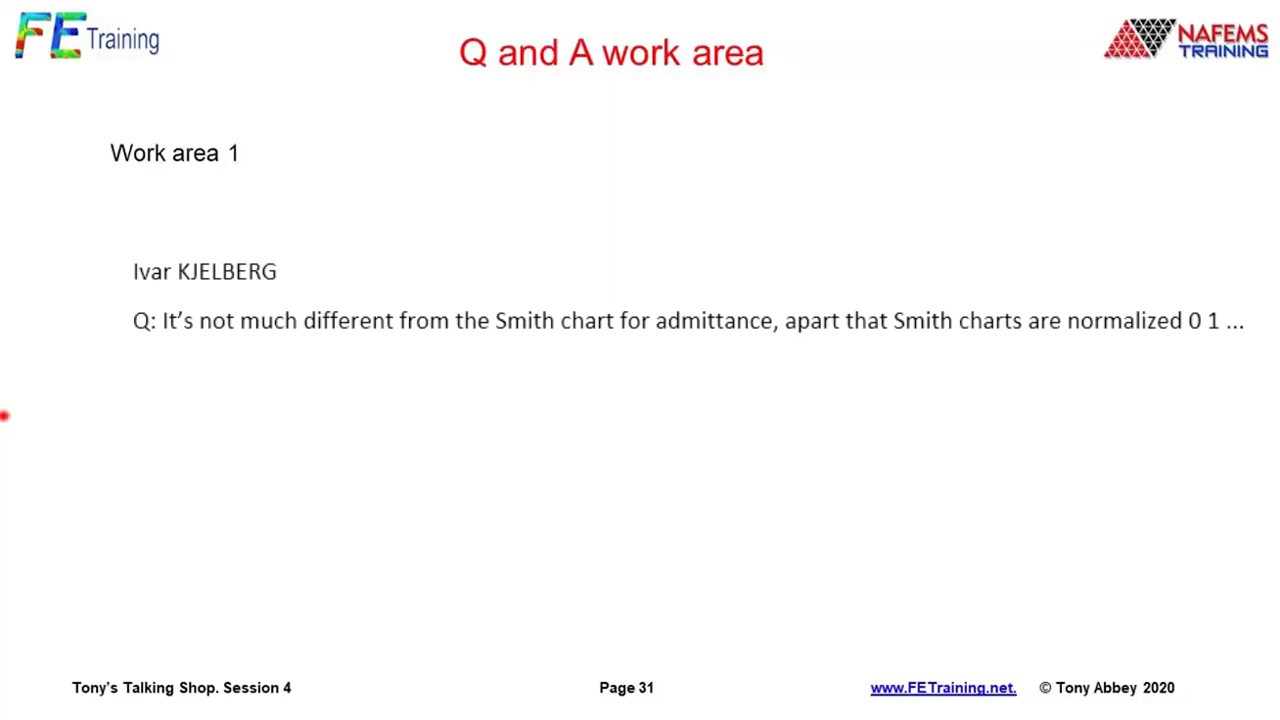 FE Training
NAFEMS
TRAINING
Q and A work area
Work area 1
Ivar KJELBERG
Q: It’s not much different from the Smith chart for admittance, apart that Smith charts are normalized 0 1 ...
Tony’s Talking Shop. Session 4
Page 31
www.FETraining.net.
© Tony Abbey 2020